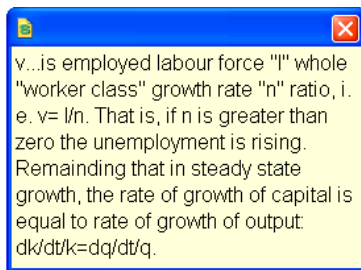 v...is employed labour force "l" whole
"worker class" growth rate "n" ratio, i.
e. v= l/n. That is, if n is greater than
zero the unemployment is rising.
Remainding that in steady state
growth, the rate of growth of capital is
equal to rate of growth of output:
dk/dt/k=dq/dt/q.